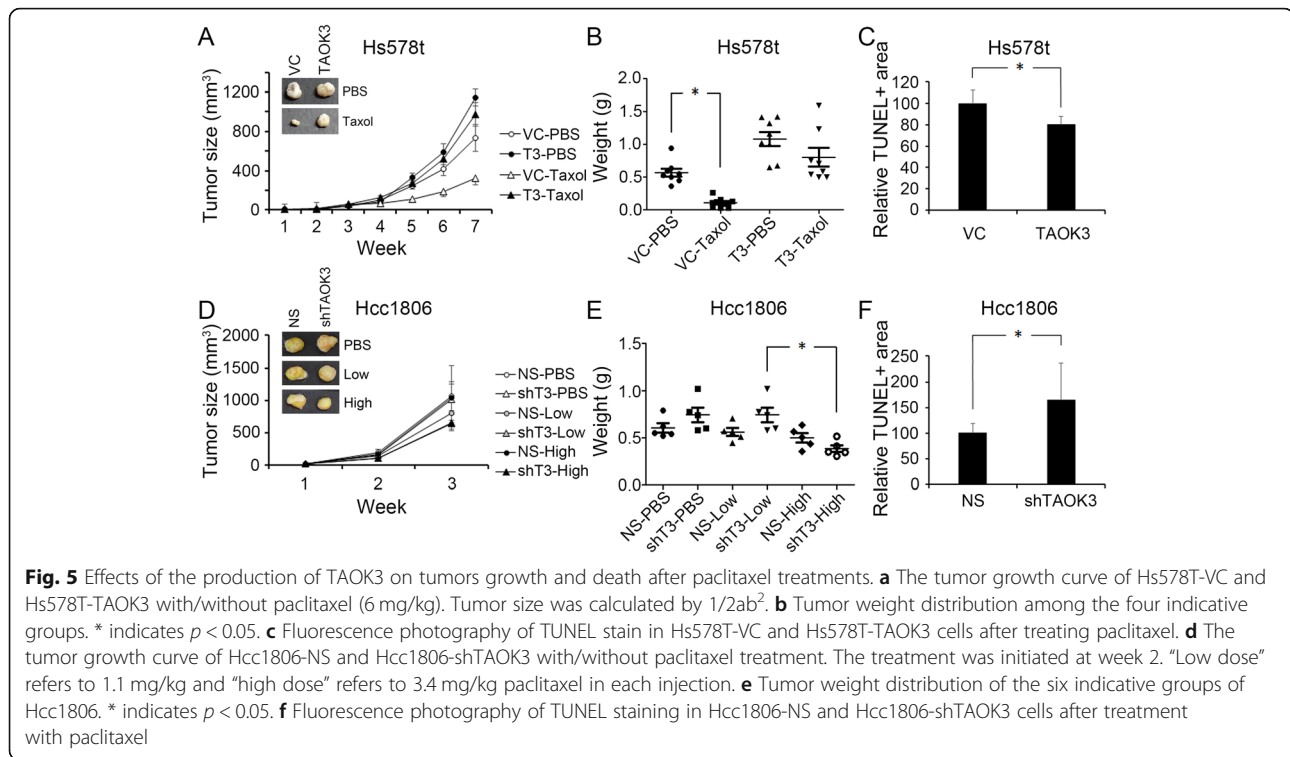 A
Hs578t
VC
TAOK3
PBS
Taxol
Tumor size (mm³)
1200
800
400
0
1 2 3 4 5 6 7
Week
VC-PBS
T3-PBS
VC-Taxol
T3-Taxol
B
Hs578t
Weight (g)
2.0
1.5
1.0
0.5
0.0
*
VC-PBS
VC-Taxol
T3-PBS
T3-Taxol
C
Hs578t
Relative TUNEL+ area
120
100
80
60
40
20
0
*
VC TAOK3
D
Hcc1806
NS
shTAOK3
PBS
Low
High
Tumor size (mm³)
2000
1500
1000
500
0
1 2 3
Week
NS-PBS
shT3-PBS
NS-Low
shT3-Low
NS-High
shT3-High
E
Hcc1806
Weight (g)
1.5
1.0
0.5
0.0
*
NS-PBS
shT3-PBS
NS-Low
shT3-Low
NS-High
shT3-High
F
Hcc1806
Relative TUNEL+ area
250
200
150
100
50
0
*
NS shTAOK3
Fig. 5 Effects of the production of TAOK3 on tumors growth and death after paclitaxel treatments. a The tumor growth curve of Hs578T-VC and
Hs578T-TAOK3 with/without paclitaxel (6 mg/kg). Tumor size was calculated by 1/2ab². b Tumor weight distribution among the four indicative
groups. * indicates p < 0.05. c Fluorescence photography of TUNEL stain in Hs578T-VC and Hs578T-TAOK3 cells after treating paclitaxel. d The
tumor growth curve of Hcc1806-NS and Hcc1806-shTAOK3 with/without paclitaxel treatment. The treatment was initiated at week 2. “Low dose”
refers to 1.1 mg/kg and “high dose” refers to 3.4 mg/kg paclitaxel in each injection. e Tumor weight distribution of the six indicative groups of
Hcc1806. * indicates p < 0.05. f Fluorescence photography of TUNEL staining in Hcc1806-NS and Hcc1806-shTAOK3 cells after treatment
with paclitaxel